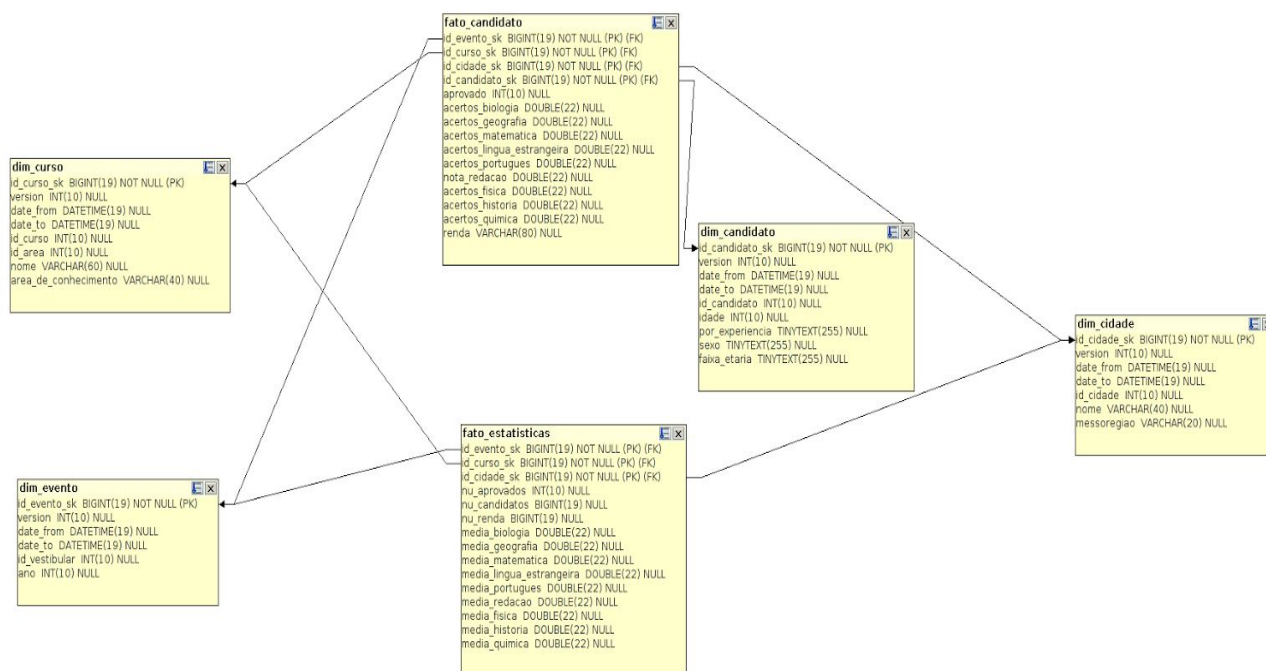 fato_candidato
id_evento_sk BIGINT(19) NOT NULL (PK) (FK)
id_curso_sk BIGINT(19) NOT NULL (PK) (FK)
id_cidade_sk BIGINT(19) NOT NULL (PK) (FK)
id_candidato_sk BIGINT(19) NOT NULL (PK) (FK)
aprovado INT(10) NULL
acertos_biologia DOUBLE(22) NULL
acertos_geografia DOUBLE(22) NULL
acertos_matematica DOUBLE(22) NULL
acertos_lingua_estrangeira DOUBLE(22) NULL
acertos_portugues DOUBLE(22) NULL
nota_redacao DOUBLE(22) NULL
acertos_fisica DOUBLE(22) NULL
acertos_historia DOUBLE(22) NULL
acertos_quimica DOUBLE(22) NULL
renda VARCHAR(80) NULL
dim_curso
id_curso_sk BIGINT(19) NOT NULL (PK)
version INT(10) NULL
date_from DATETIME(19) NULL
date_to DATETIME(19) NULL
id_curso INT(10) NULL
id_area INT(10) NULL
nome VARCHAR(60) NULL
area_de_conhecimento VARCHAR(40) NULL
dim_candidato
id_candidato_sk BIGINT(19) NOT NULL (PK)
version INT(10) NULL
date_from DATETIME(19) NULL
date_to DATETIME(19) NULL
id_candidato INT(10) NULL
idade INT(10) NULL
por_experiencia TINYTEXT(255) NULL
sexo TINYTEXT(255) NULL
faixa_etaria TINYTEXT(255) NULL
dim_cidade
id_cidade_sk BIGINT(19) NOT NULL (PK)
version INT(10) NULL
date_from DATETIME(19) NULL
date_to DATETIME(19) NULL
id_cidade INT(10) NULL
nome VARCHAR(40) NULL
messoregiao VARCHAR(20) NULL
fato_estatisticas
id_evento_sk BIGINT(19) NOT NULL (PK) (FK)
id_curso_sk BIGINT(19) NOT NULL (PK) (FK)
id_cidade_sk BIGINT(19) NOT NULL (PK) (FK)
nu_aprovados INT(10) NULL
nu_candidatos BIGINT(19) NULL
nu_renda BIGINT(19) NULL
media_biologia DOUBLE(22) NULL
media_geografia DOUBLE(22) NULL
media_matematica DOUBLE(22) NULL
media_lingua_estrangeira DOUBLE(22) NULL
media_portugues DOUBLE(22) NULL
media_redacao DOUBLE(22) NULL
media_fisica DOUBLE(22) NULL
media_historia DOUBLE(22) NULL
media_quimica DOUBLE(22) NULL
dim_evento
id_evento_sk BIGINT(19) NOT NULL (PK)
version INT(10) NULL
date_from DATETIME(19) NULL
date_to DATETIME(19) NULL
id_vestibular INT(10) NULL
ano INT(10) NULL